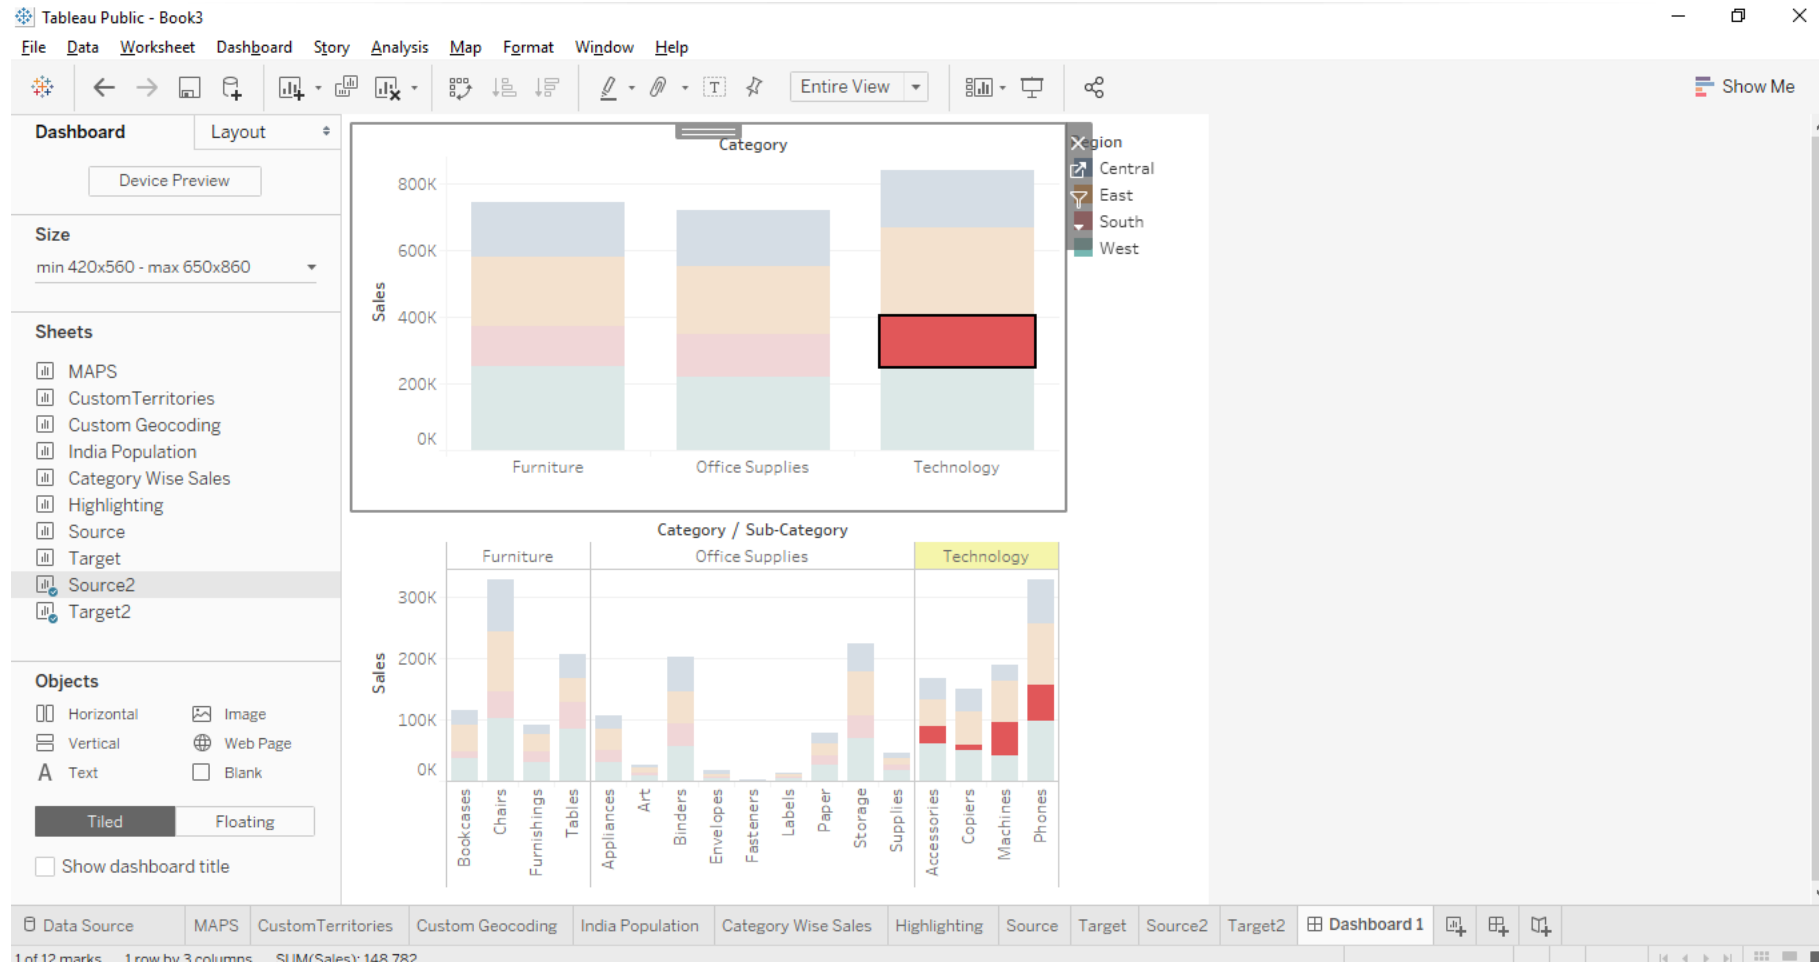 Tableau Public - Book3
File Data Worksheet Dashboard Story Analysis Map Format Window Help
Entire View
Show Me
Dashboard
Layout
Device Preview
Size
min 420x560 - max 650x860
Sheets
MAPS
CustomTerritories
Custom Geocoding
India Population
Category Wise Sales
Highlighting
Source
Target
Source2
Target2
Objects
Horizontal Image
Vertical Web Page
A Text Blank
Tiled Floating
Show dashboard title
Category
800K
600K
400K
200K
0K
Sales
Furniture Office Supplies Technology
Central
East
South
West
Category / Sub-Category
Furniture Office Supplies Technology
300K
200K
100K
0K
Sales
Bookcases
Chairs
Furnishings
Tables
Appliances
Art
Binders
Envelopes
Fasteners
Labels
Paper
Storage
Supplies
Accessories
Copiers
Machines
Phones
Data Source MAPS CustomTerritories Custom Geocoding India Population Category Wise Sales Highlighting Source Target Source2 Target2 Dashboard 1
1 of 12 marks 1 row by 3 columns SUM(Sales): 148,782